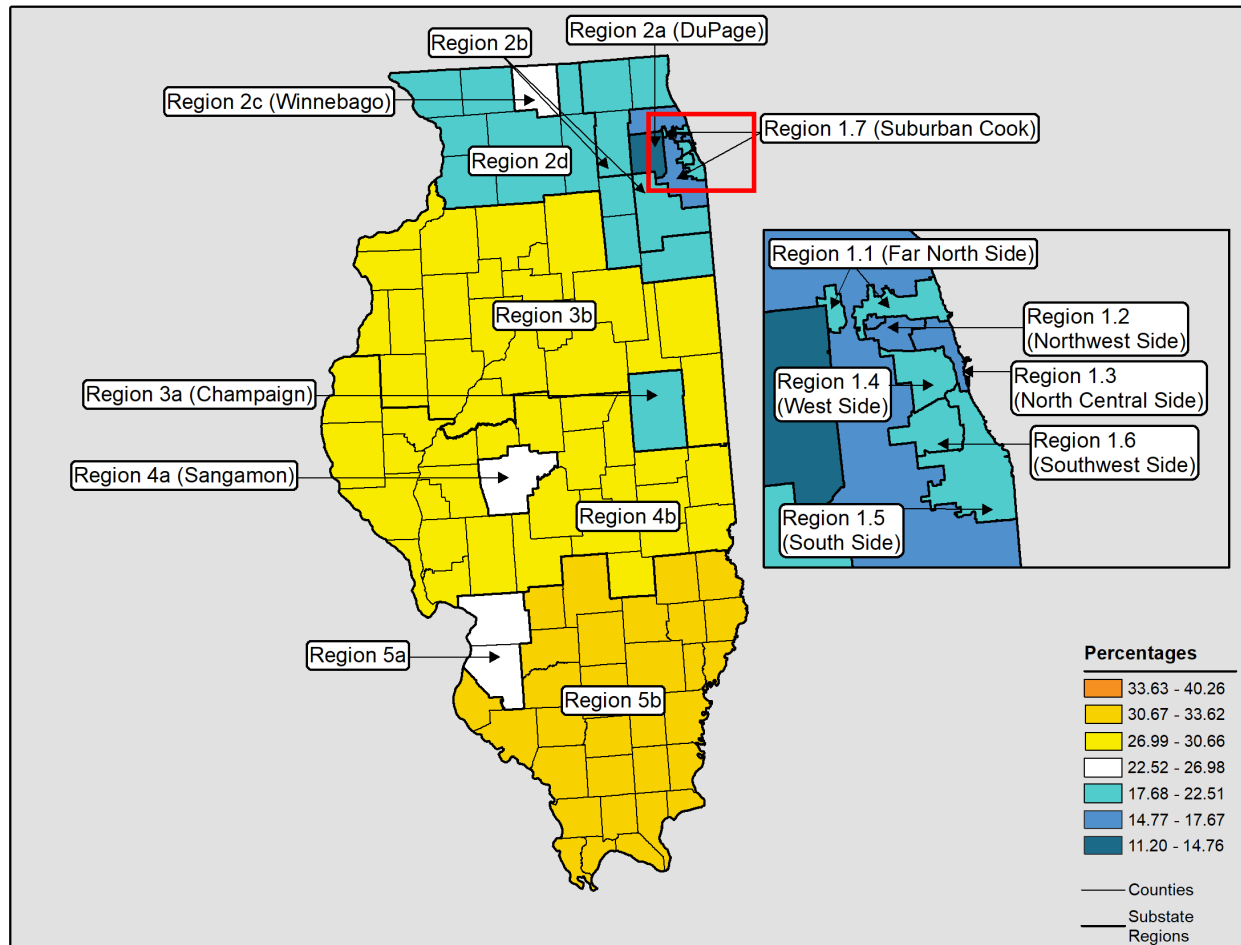 Region 2a (DuPage)
Region 2b
Region 2c (Winnebago)
Region 1.7 (Suburban Cook)
Region 2d
Region 1.1 (Far North Side)
Region 1.2
(Northwest Side)
Region 3b
Region 1.4
(West Side)
Region 1.3
(North Central Side)
Region 3a (Champaign)
Region 1.6
(Southwest Side)
Region 4a (Sangamon)
Region 4b
Region 1.5
(South Side)
Region 5a
Region 5b
Percentages
33.63 - 40.26
30.67 - 33.62
26.99 - 30.66
22.52 - 26.98
17.68 - 22.51
14.77 - 17.67
11.20 - 14.76
Counties
Substate
Regions